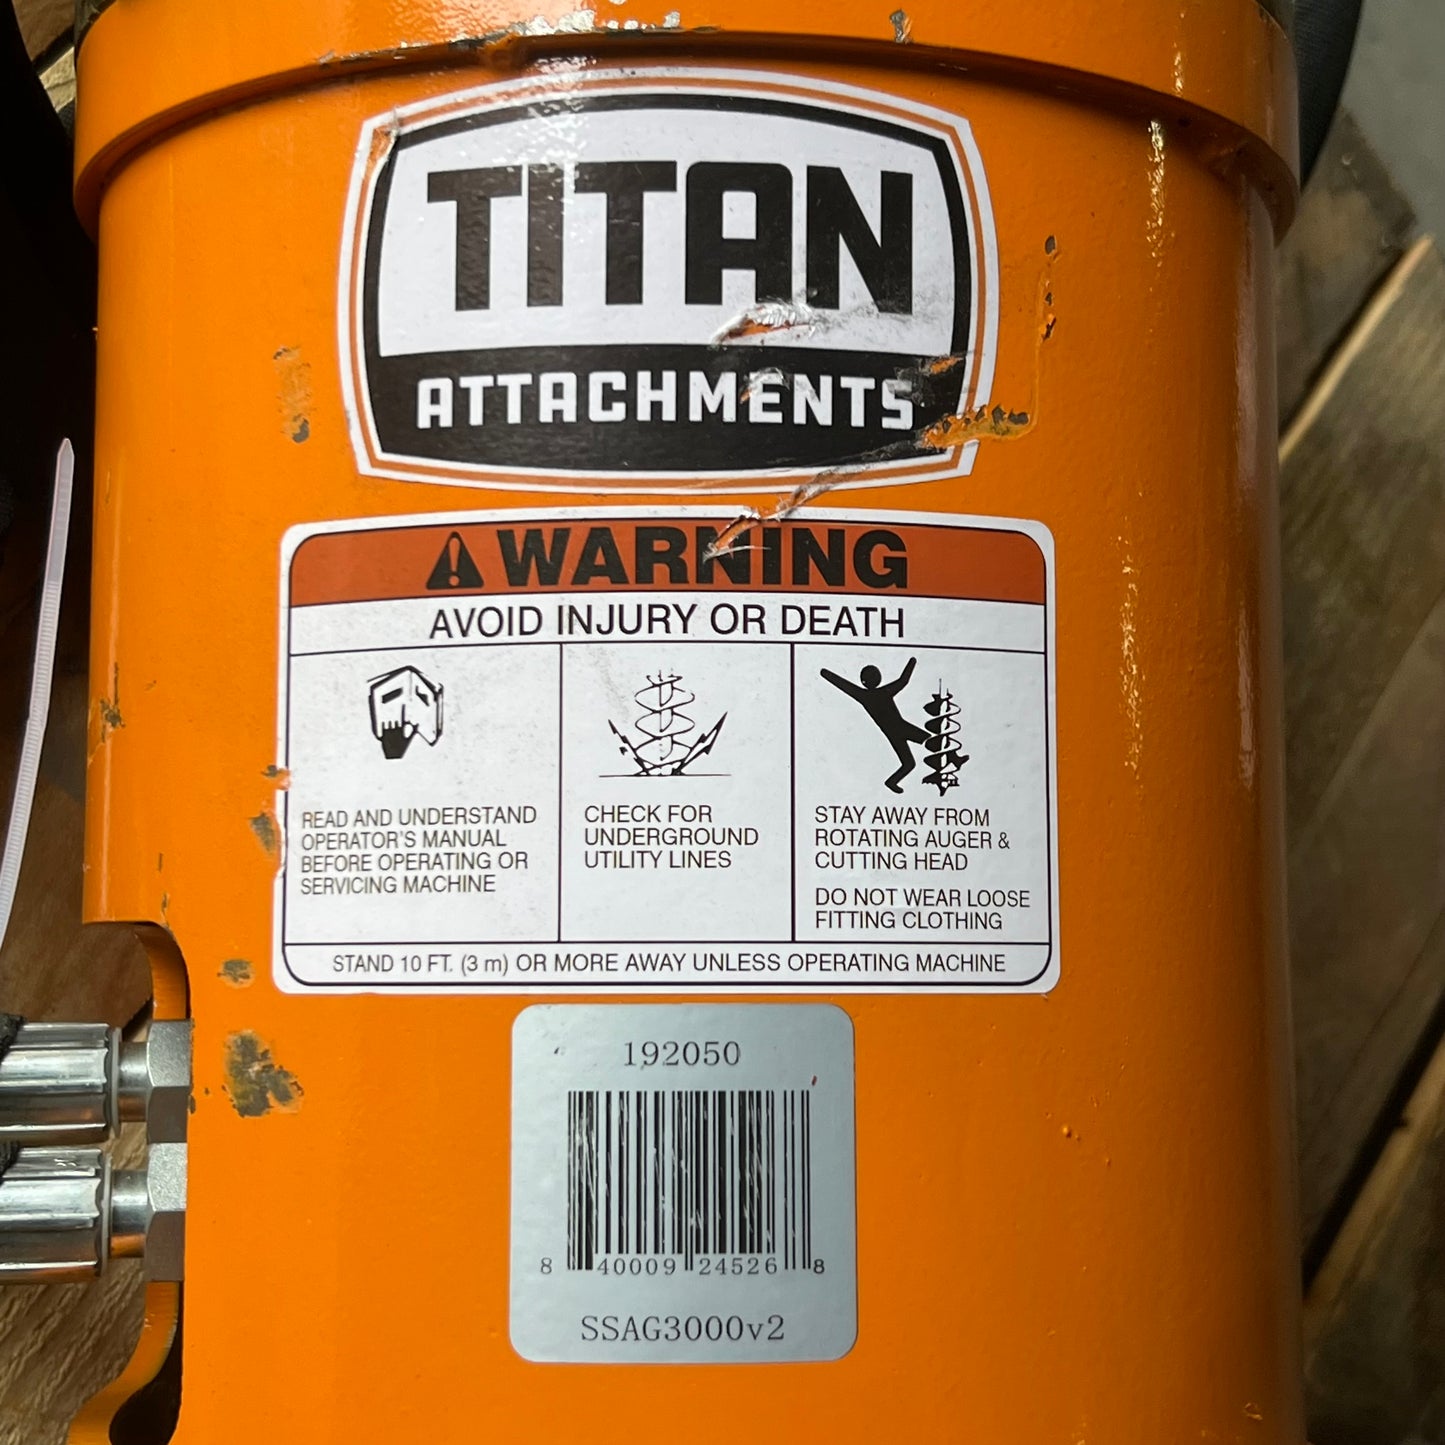 TITAN
ATTACHMENTS
WARNING
AVOID INJURY OR DEATH
READ AND UNDERSTAND
OPERATOR'S MANUAL
BEFORE OPERATING OR
SERVICING MACHINE
CHECK FOR
UNDERGROUND
UTILITY LINES
STAY AWAY FROM
ROTATING AUGER &
CUTTING HEAD
DO NOT WEAR LOOSE
FITTING CLOTHING
STAND 10 FT. (3 m) OR MORE AWAY UNLESS OPERATING MACHINE
192050
8 40009 24526 8
SSAG3000v2